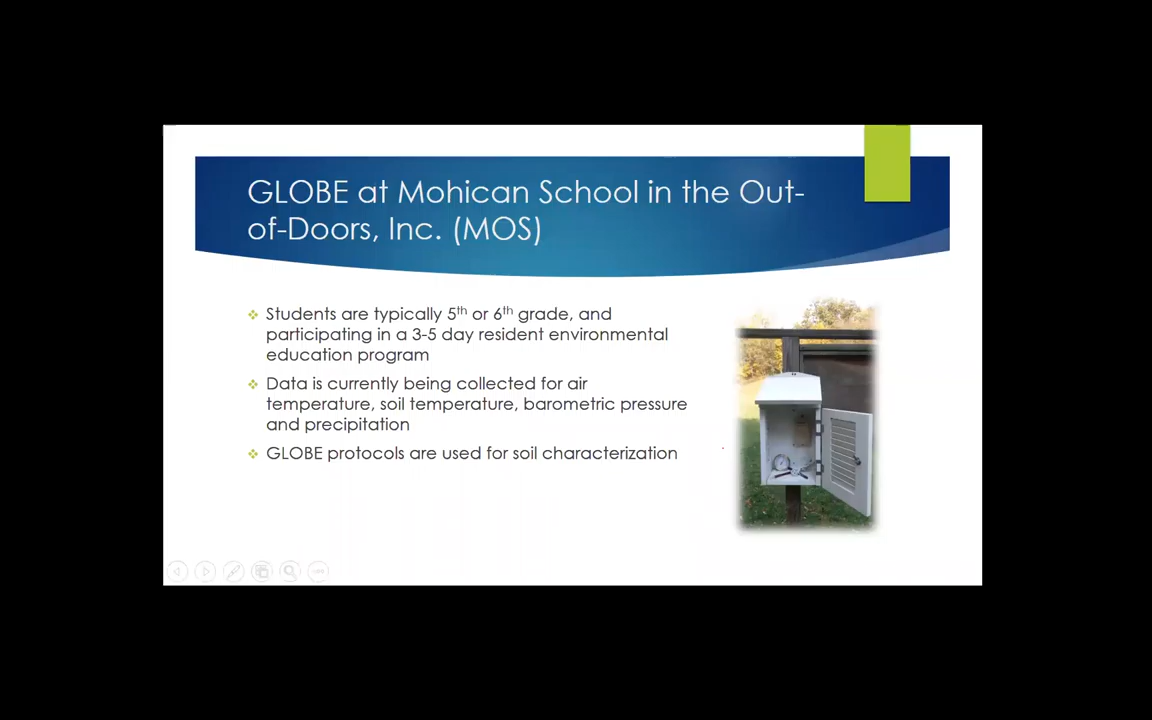 GLOBE at Mohican School in the Out-
of-Doors, Inc. (MOS)
Students are typically 5th or 6th grade, and
participating in a 3-5 day resident environmental
education program
Data is currently being collected for air
temperature, soil temperature, barometric pressure
and precipitation
GLOBE protocols are used for soil characterization